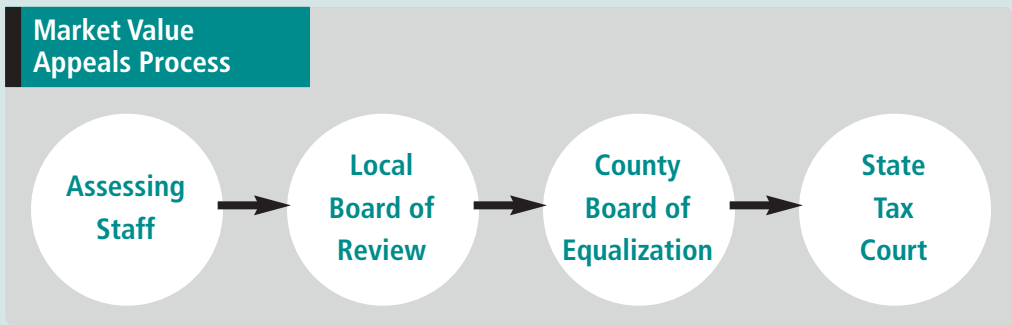 Market Value
Appeals Process
Assessing
Staff
Local
Board of
Review
County
Board of
Equalization
State
Tax
Court